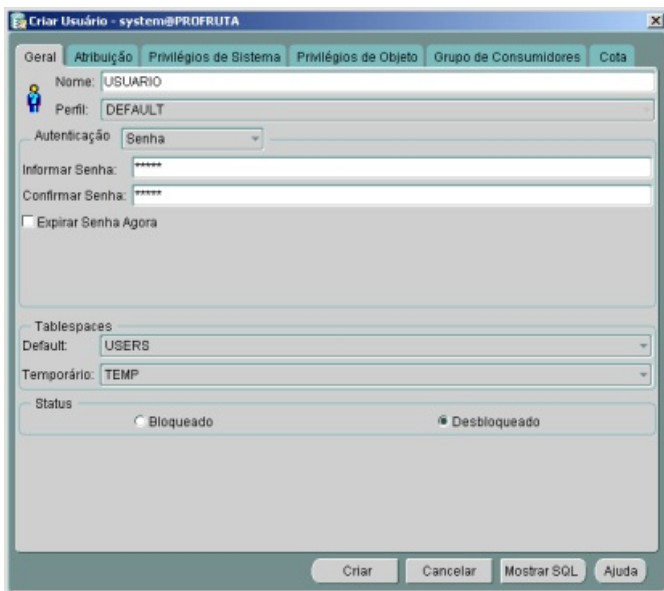 Criar Usuário - system@PROFRUTA
Geral Atribuição Privilégios de Sistema Privilégios de Objeto Grupo de Consumidores Cota
Nome: USUARIO
Perfil: DEFAULT
Autenticação Senha
Informar Senha: *****
Confirmar Senha: *****
Expirar Senha Agora
Tablespaces
Default: USERS
Temporário: TEMP
Status
Bloqueado Desbloqueado
Criar Cancelar Mostrar SQL Ajuda